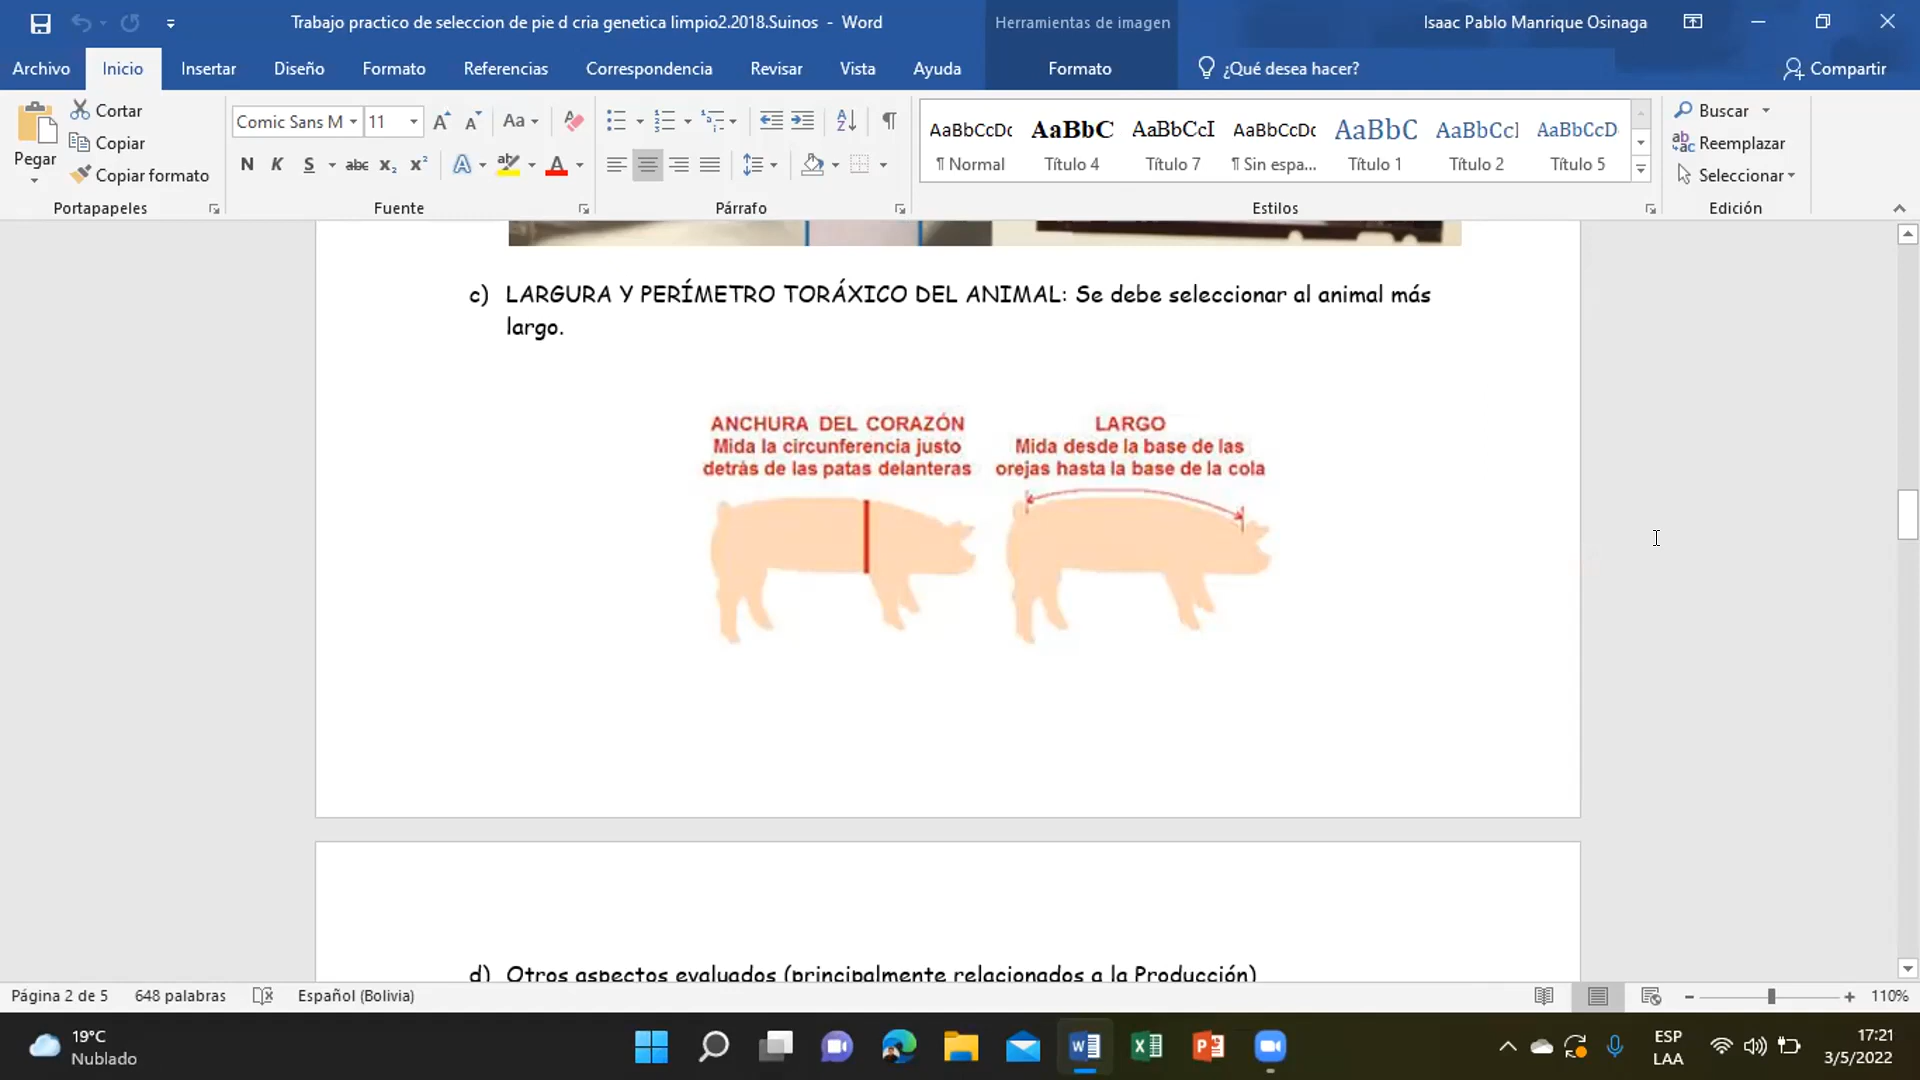 Trabajo practico de seleccion de pie d cria genetica limpio2.2018.Suinos - Word
Herramientas de imagen
Isaac Pablo Manrique Osinaga
Archivo Inicio Insertar Diseño Formato Referencias Correspondencia Revisar Vista Ayuda Formato ¿Qué desea hacer? Compartir
Pegar
Cortar
Copiar
Copiar formato
Portapapeles
Comic Sans M 11
Aa
N K S abc x₂ x² A ab A
Fuente
Párrafo
AaBbCcDc AaBbC AaBbCcI AaBbCcDc AaBbC AaBbCcI AaBbCcD
¶ Normal Título 4 Título 7 ¶ Sin espa... Título 1 Título 2 Título 5
Estilos
Buscar
Reemplazar
Seleccionar
Edición
c) LARGURA Y PERÍMETRO TORÁXICO DEL ANIMAL: Se debe seleccionar al animal más
largo.
ANCHURA DEL CORAZÓN
Mida la circunferencia justo
detrás de las patas delanteras
LARGO
Mida desde la base de las
orejas hasta la base de la cola
d) Otros aspectos evaluados (principalmente relacionados a la Producción)
Página 2 de 5 648 palabras Español (Bolivia) 110%
19°C
Nublado
ESP
LAA
17:21
3/5/2022